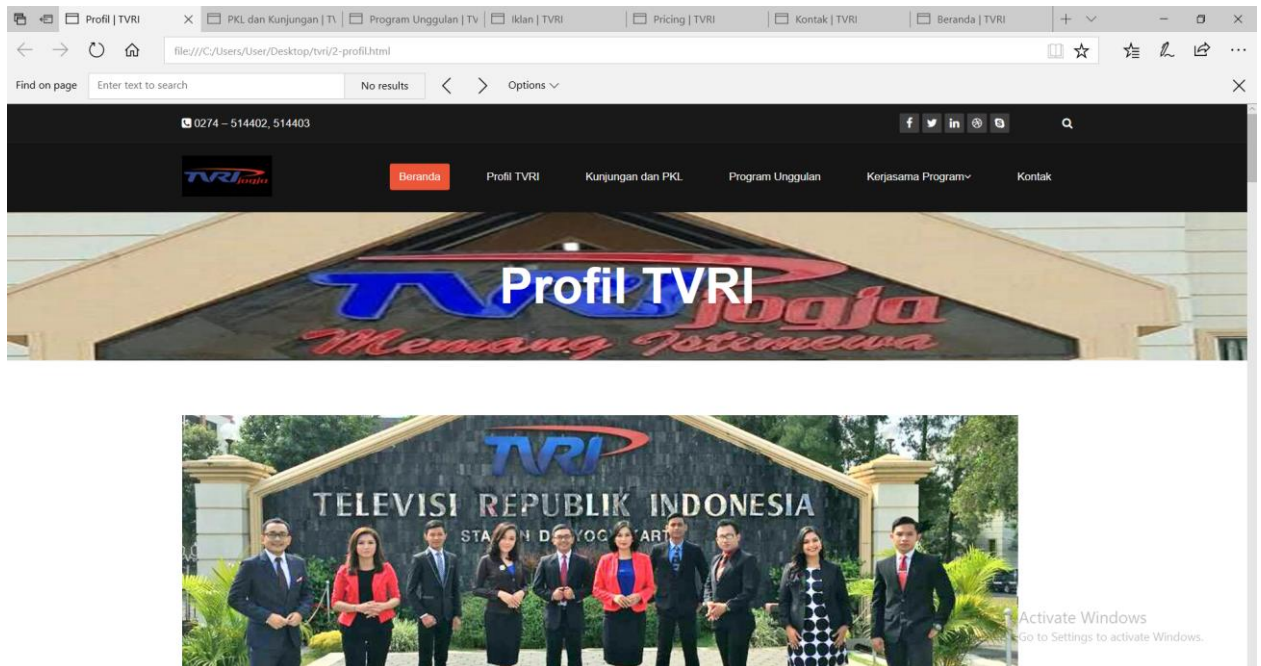 Profil | TVRI
PKL dan Kunjungan | T
Program Unggulan | TV
Iklan | TVRI
Pricing | TVRI
Kontak | TVRI
Beranda | TVRI
file:///C:/Users/User/Desktop/tvri/2-profil.html
Find on page
Enter text to search
No results
Options
0274 – 514402, 514403
TVRI jogja
Beranda
Profil TVRI
Kunjungan dan PKL
Program Unggulan
Kerjasama Program
Kontak
Profil TVRI
TVRI jogja
Memang Istimewa
TVRI
TELEVISI REPUBLIK INDONESIA
Activate Windows
Go to Settings to activate Windows.